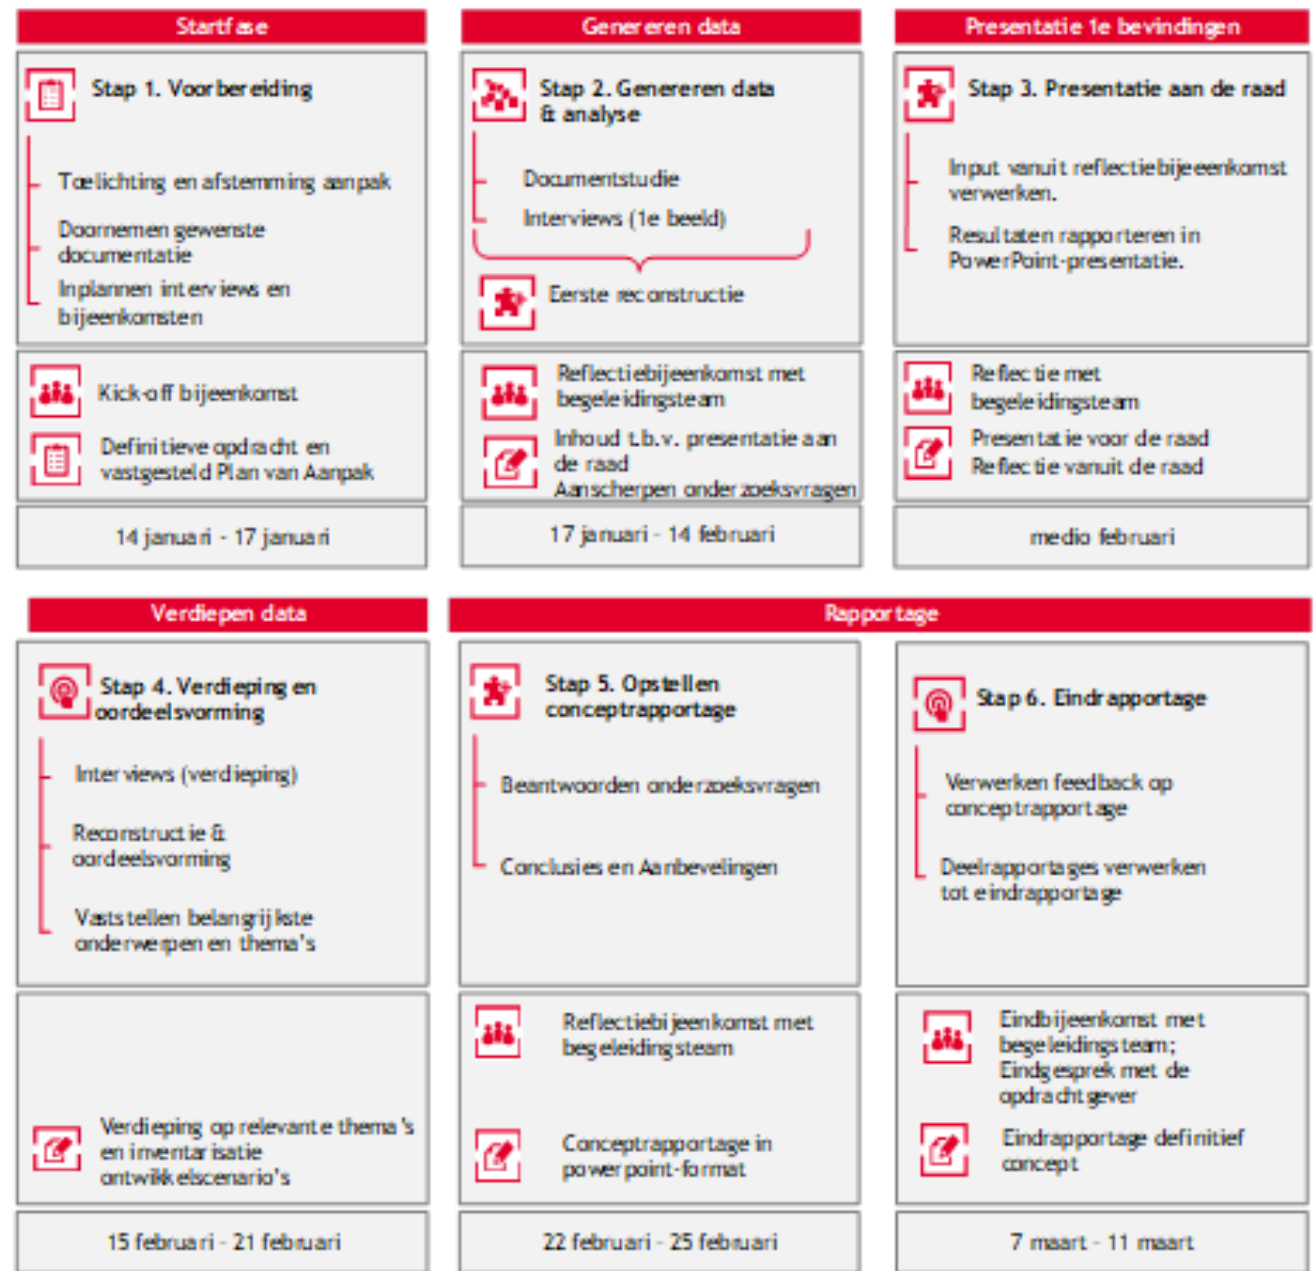 Startfase
Stap 1. Voorbereiding
Toelichting en afstemming aanpak
Doornemen gewenste
documentatie
Inplannen interviews en
bijeenkomsten
Kick-off bijeenkomst
Definitieve opdracht en
vastgesteld Plan van Aanpak
14 januari - 17 januari
Genereren data
Stap 2. Genereren data
& analyse
Documentstudie
Interviews (1e beeld)
Eerste reconstructie
Reflectiebijeenkomst met
begeleidingsteam
Inhoud t.b.v. presentatie aan
de raad
Aanscherpen onderzoeksvragen
17 januari - 14 februari
Presentatie 1e bevindingen
Stap 3. Presentatie aan de raad
Input vanuit reflectiebijeeenkomst
verwerken.
Resultaten rapporteren in
PowerPoint-presentatie.
Reflectie met
begeleidingsteam
Presentatie voor de raad
Reflectie vanuit de raad
medio februari
Verdiepen data
Stap 4. Verdieping en
oordeelsvorming
Interviews (verdieping)
Reconstructie &
oordeelsvorming
Vaststellen belangrijkste
onderwerpen en thema's
Verdieping op relevante thema's
en inventarisatie
ontwikkelscenario's
15 februari - 21 februari
Rapportage
Stap 5. Opstellen
conceptrapportage
Beantwoorden onderzoeksvragen
Conclusies en Aanbevelingen
Reflectiebijeenkomst met
begeleidingsteam
Conceptrapportage in
powerpoint-format
22 februari - 25 februari
Stap 6. Eindrapportage
Verwerken feedback op
conceptrapportage
Deelrapportages verwerken
tot eindrapportage
Eindbijeenkomst met
begeleidingsteam;
Eindgesprek met de
opdrachtgever
Eindrapportage definitief
concept
7 maart - 11 maart